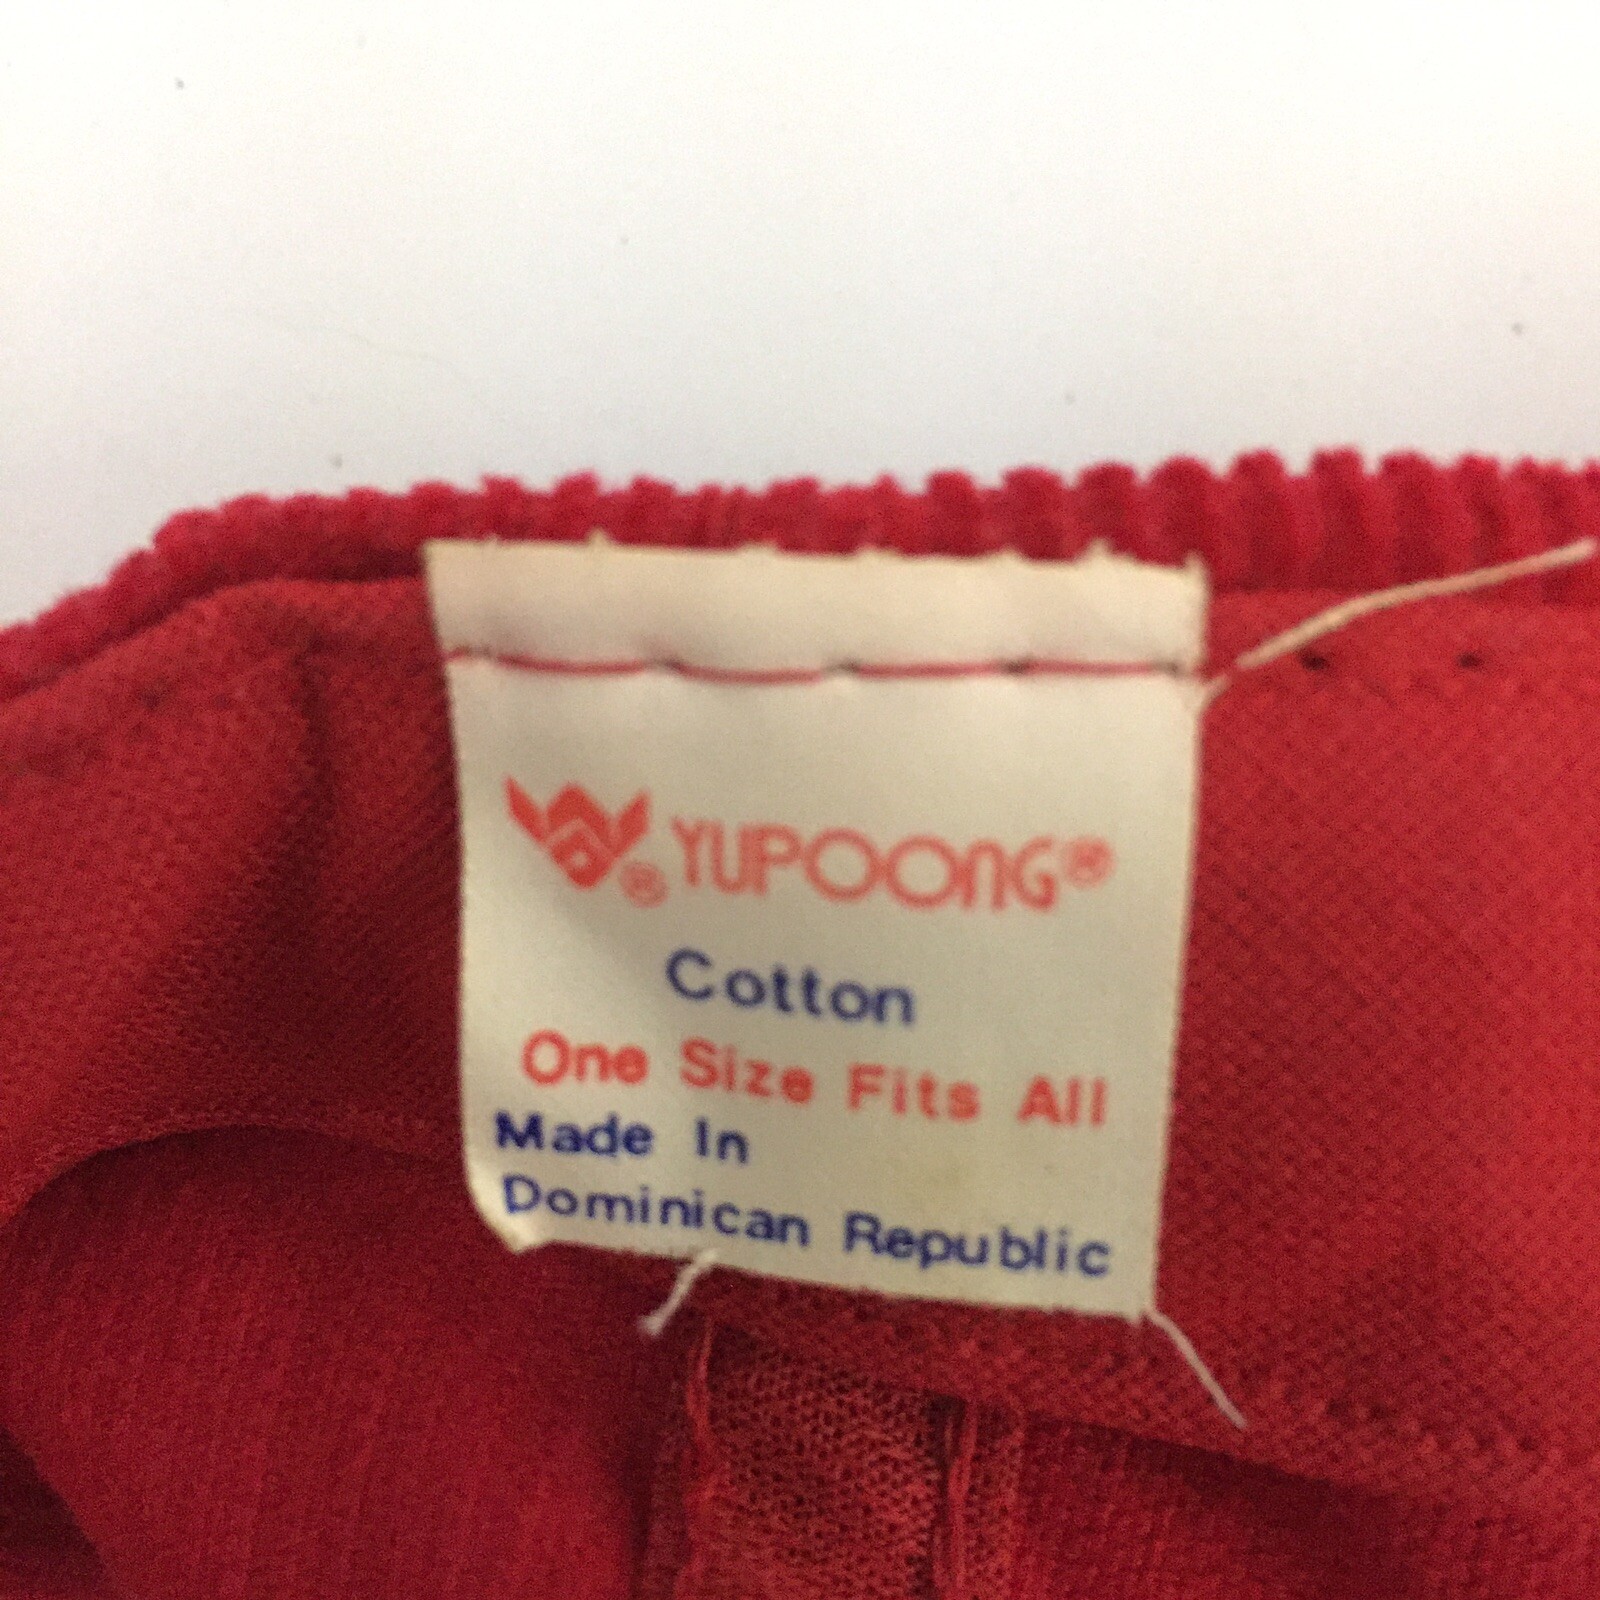 ® YUPOONG®
Cotton
One Size Fits All
Made In
Dominican Republic